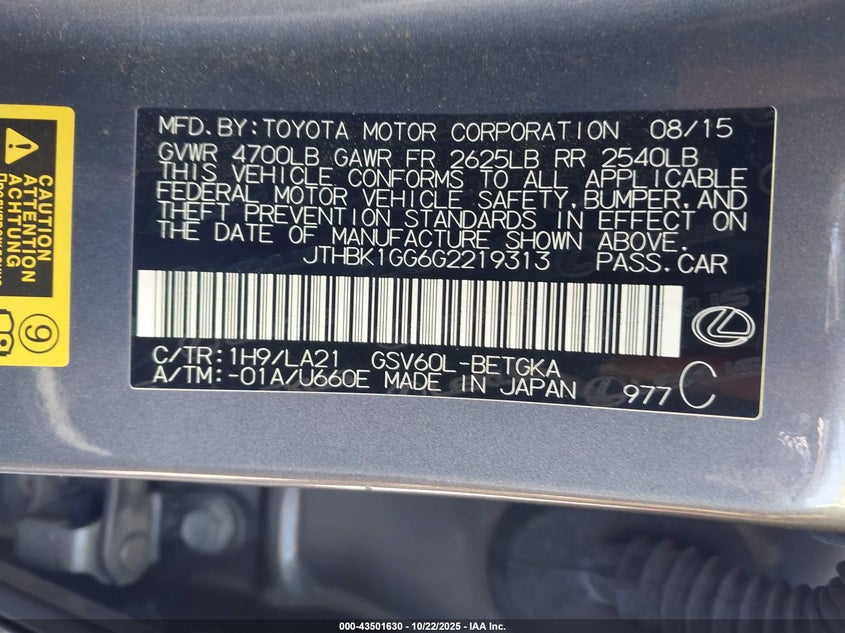 MFD.BY:TOYOTA MOTOR CORPORATION 08/15
GVWR 4700LB GAWR FR 2625LB RR 2540LB
THIS VEHICLE CONFORMS TO ALL APPLICABLE
FEDERAL MOTOR VEHICLE SAFETY,BUMPER,AND
THEFT PREVENTION STANDARDS IN EFFECT ON
THE DATE OF MANUFACTURE SHOWN ABOVE.
JTHBK1GG6G2219313 PASS.CAR
C/TR:1H9/LA21 GSV60L-BETGKA
A/TM:-01A/U660E MADE IN JAPAN 977 C
CAUTION
ATTENTION
ACHTUNG
9
000-43501630 - 10/22/2025 - IAA Inc.